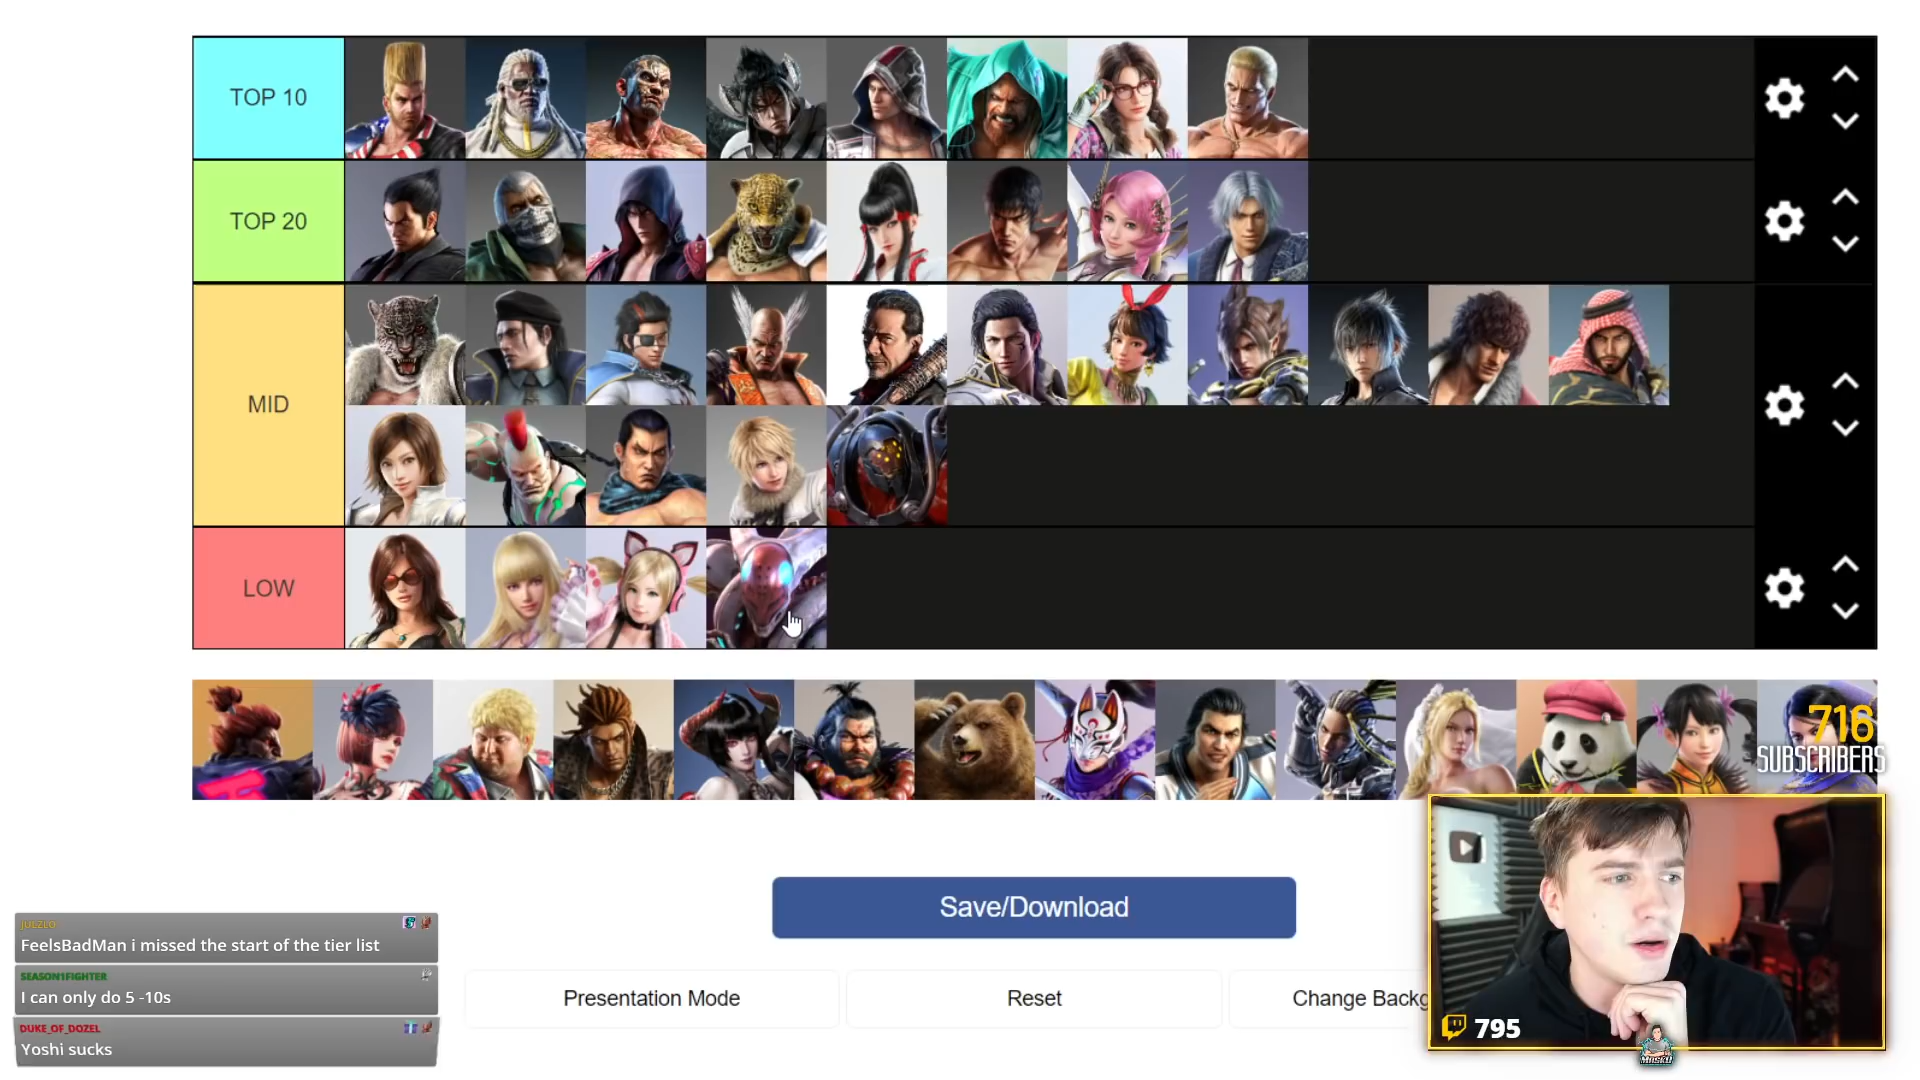 TOP 10
TOP 20
MID
LOW
716
SUBSCRIBERS
Save/Download
Presentation Mode
Reset
Change Backg
JUEZLO
FeelsBadMan i missed the start of the tier list
SEASON1FIGHTER
I can only do 5 -10s
DUKE_OF_DOZEL
Yoshi sucks
795